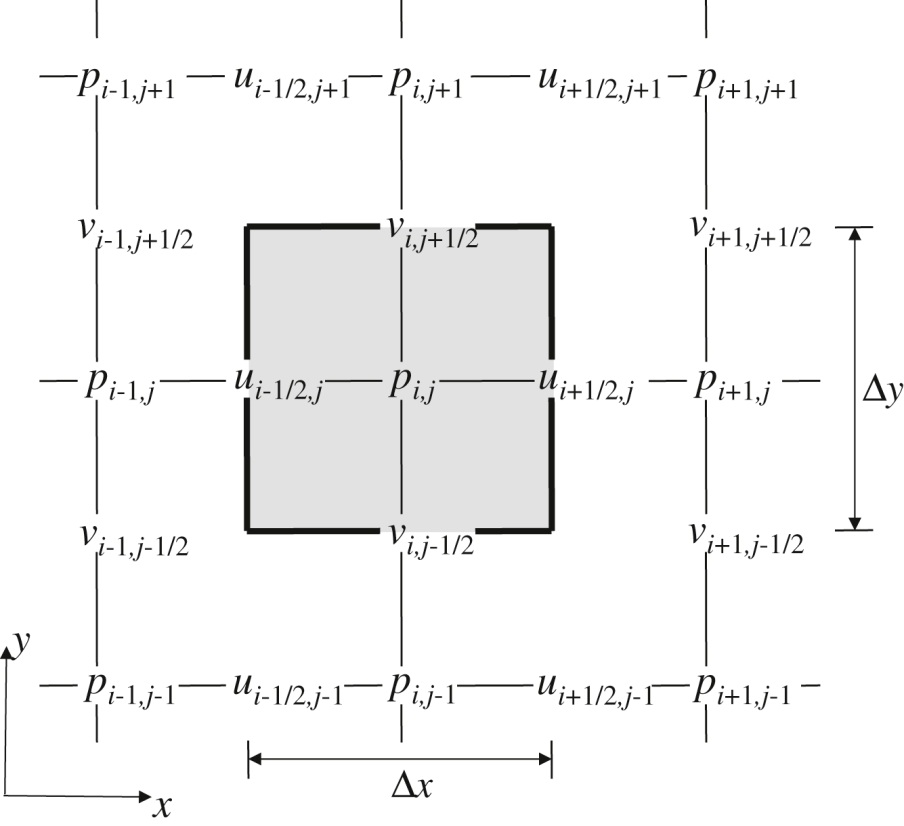 p_{i-1,j+1} u_{i-1/2,j+1} p_{i,j+1} u_{i+1/2,j+1} p_{i+1,j+1}
v_{i-1,j+1/2} v_{i,j+1/2} v_{i+1,j+1/2}
p_{i-1,j} u_{i-1/2,j} p_{i,j} u_{i+1/2,j} p_{i+1,j} Δy
v_{i-1,j-1/2} v_{i,j-1/2} v_{i+1,j-1/2}
y
p_{i-1,j-1} u_{i-1/2,j-1} p_{i,j-1} u_{i+1/2,j-1} p_{i+1,j-1}
Δx
x